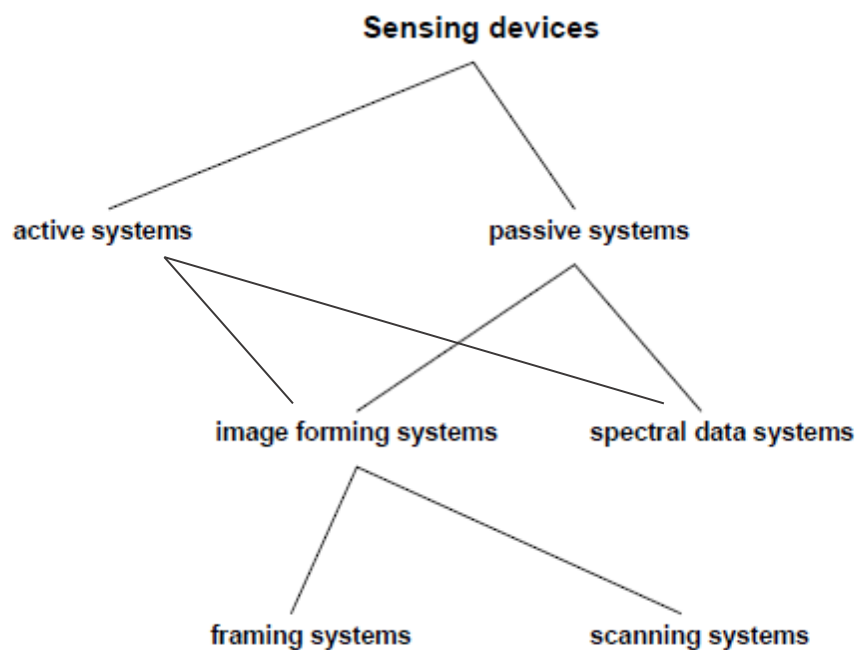 Sensing devices
active systems
passive systems
image forming systems
spectral data systems
framing systems
scanning systems